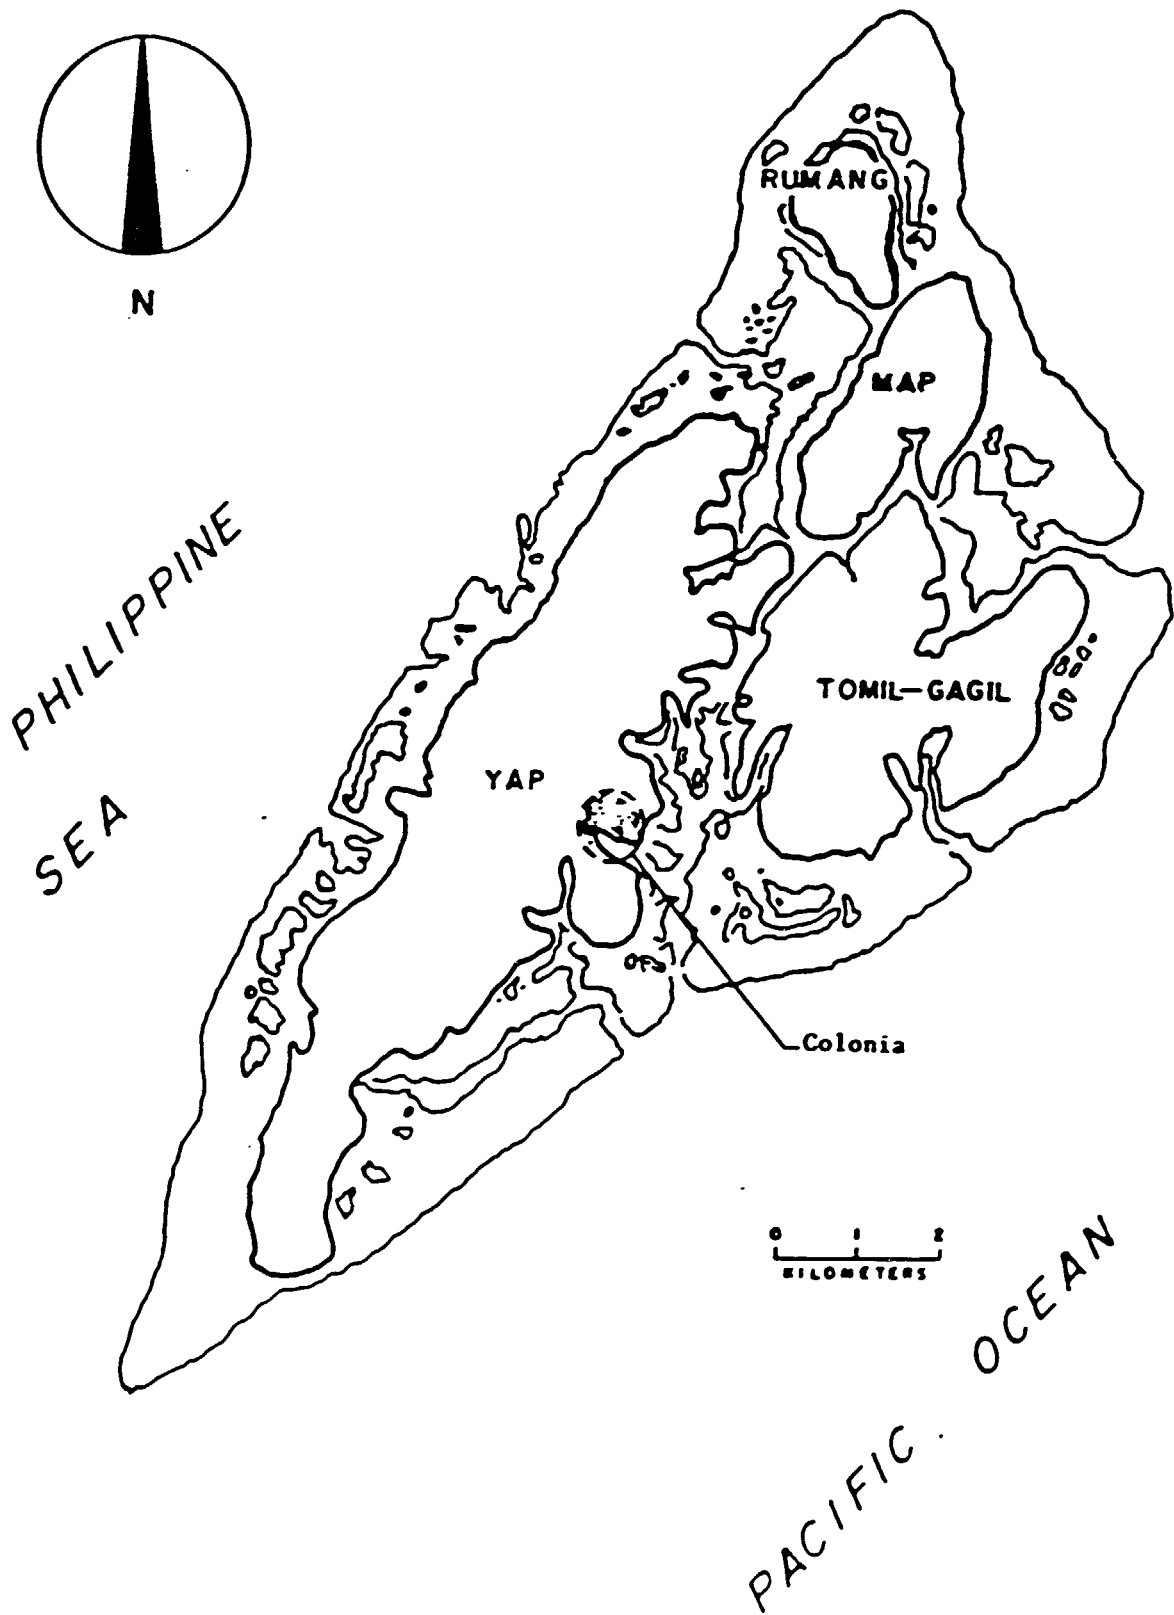 N
RUMANG
MAP
PHILIPPINE
SEA
TOMIL-GAGIL
YAP
Colonia
0 1 2
KILOMETERS
PACIFIC OCEAN